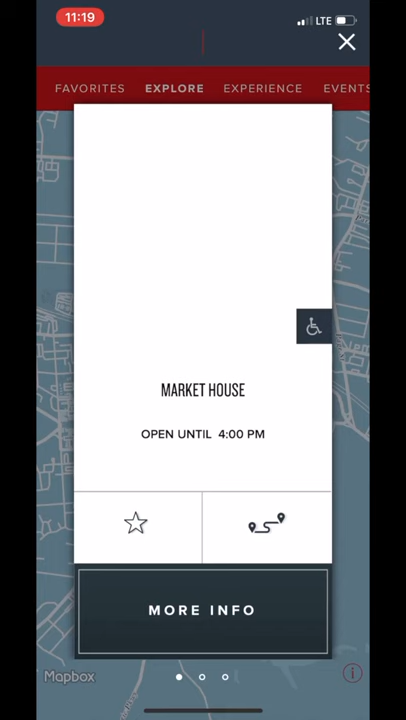 11:19
LTE
FAVORITES EXPLORE EXPERIENCE EVENTS
MARKET HOUSE
OPEN UNTIL 4:00 PM
MORE INFO
Mapbox